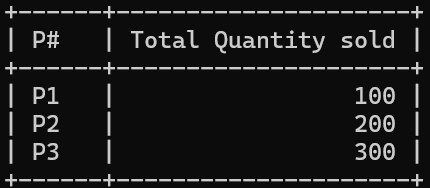 +------+---------------------+
| P#   | Total Quantity sold |
+------+---------------------+
| P1   |                 100 |
| P2   |                 200 |
| P3   |                 300 |
+------+---------------------+